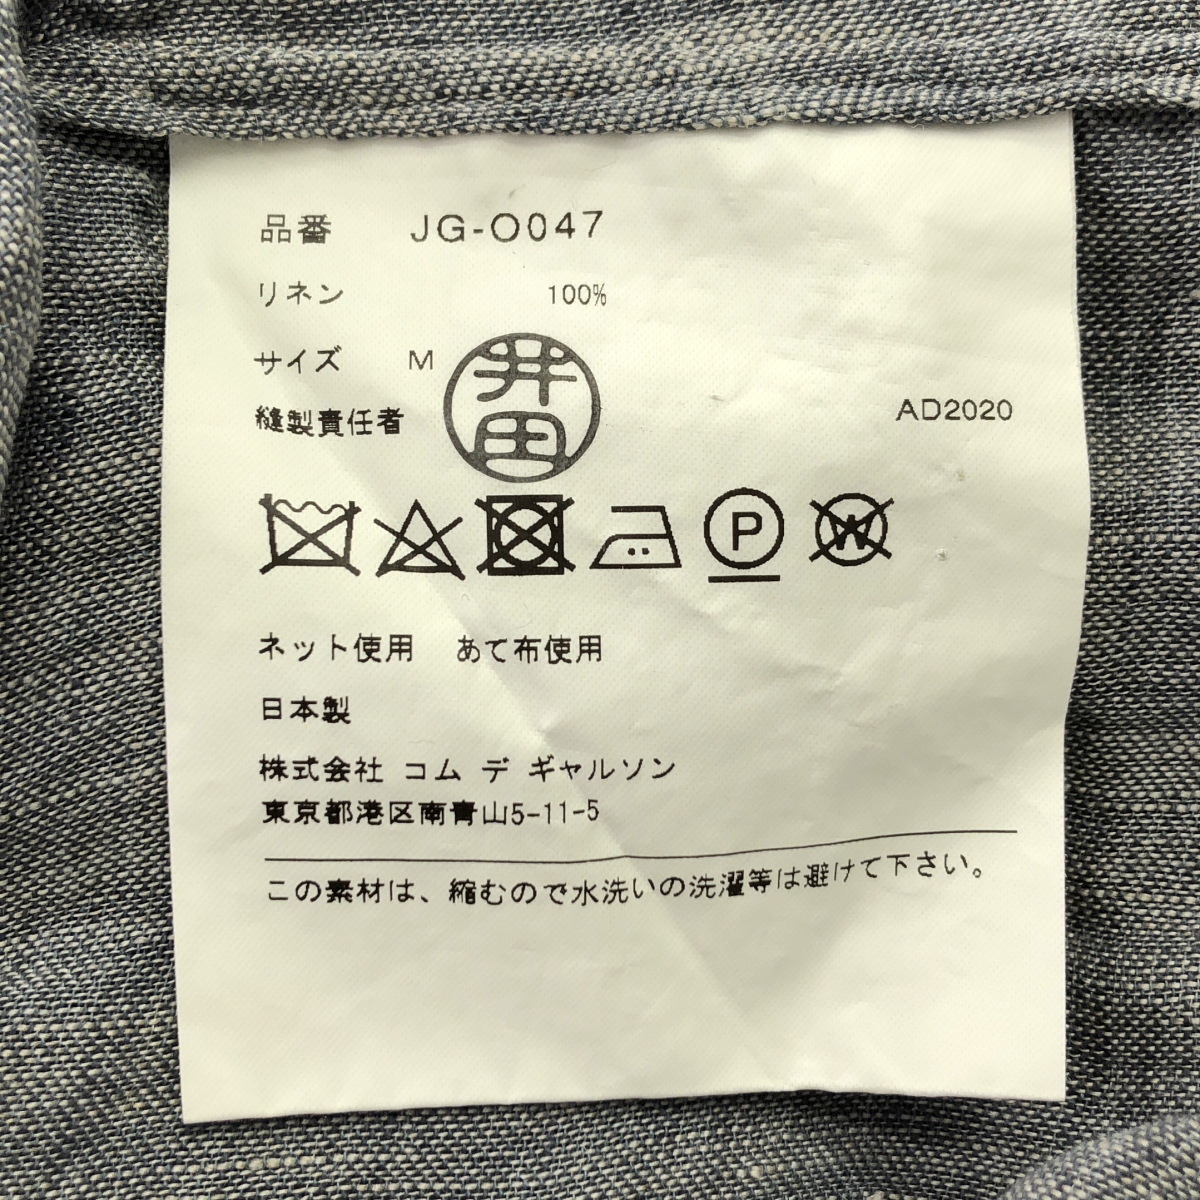 品番 JG-O047
リネン 100%
サイズ M
井田
縫製責任者
AD2020
P W
ネット使用 あて布使用
日本製
株式会社 コム デ ギャルソン
東京都港区南青山5-11-5
この素材は、縮むので水洗いの洗濯等は避けて下さい。